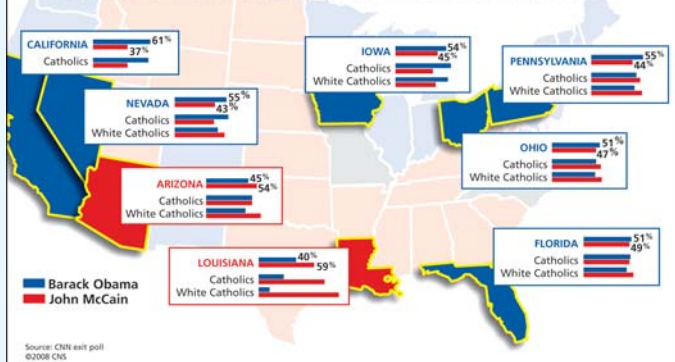 CALIFORNIA 61%
37%
Catholics
IOWA 54%
45%
Catholics
White Catholics
PENNSYLVANIA 55%
44%
Catholics
White Catholics
NEVADA 55%
43%
Catholics
White Catholics
OHIO 51%
47%
Catholics
White Catholics
ARIZONA 45%
54%
Catholics
White Catholics
LOUISIANA 40%
59%
Catholics
White Catholics
FLORIDA 51%
49%
Catholics
White Catholics
Barack Obama
John McCain
Source: CNN exit poll
©2008 CNS